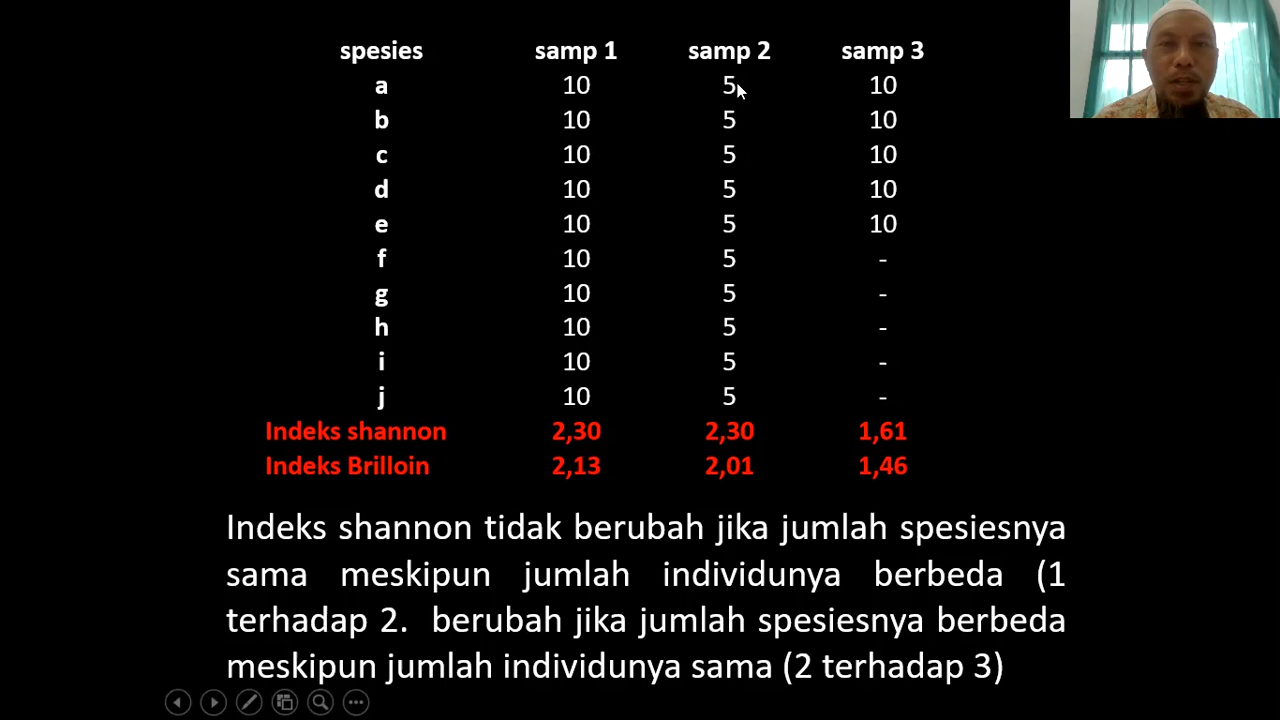 spesies samp 1 samp 2 samp 3
a 10 5 10
b 10 5 10
c 10 5 10
d 10 5 10
e 10 5 10
f 10 5 -
g 10 5 -
h 10 5 -
i 10 5 -
j 10 5 -
Indeks shannon 2,30 2,30 1,61
Indeks Brilloin 2,13 2,01 1,46
Indeks shannon tidak berubah jika jumlah spesiesnya
sama meskipun jumlah individunya berbeda (1
terhadap 2. berubah jika jumlah spesiesnya berbeda
meskipun jumlah individunya sama (2 terhadap 3)